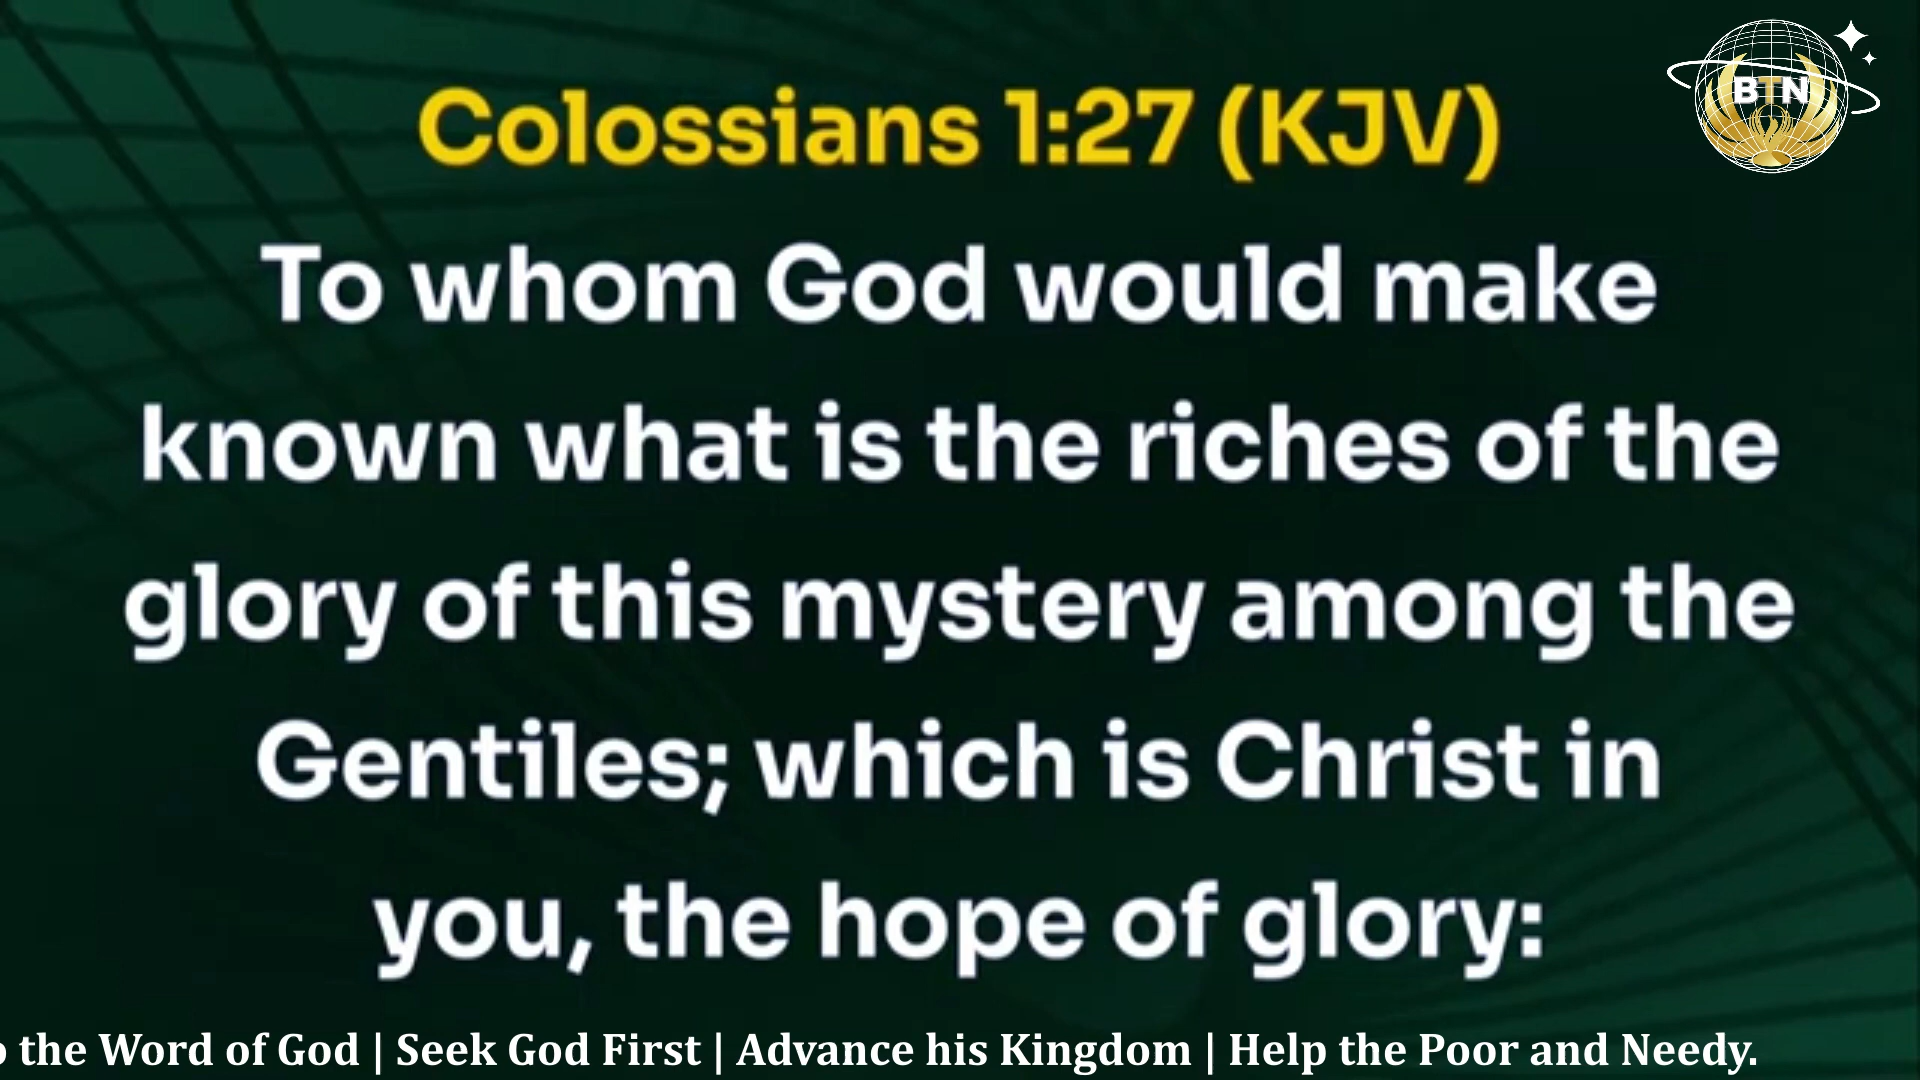 BTN
Colossians 1:27 (KJV)
To whom God would make
known what is the riches of the
glory of this mystery among the
Gentiles; which is Christ in
you, the hope of glory:
the Word of God | Seek God First | Advance his Kingdom | Help the Poor and Needy.